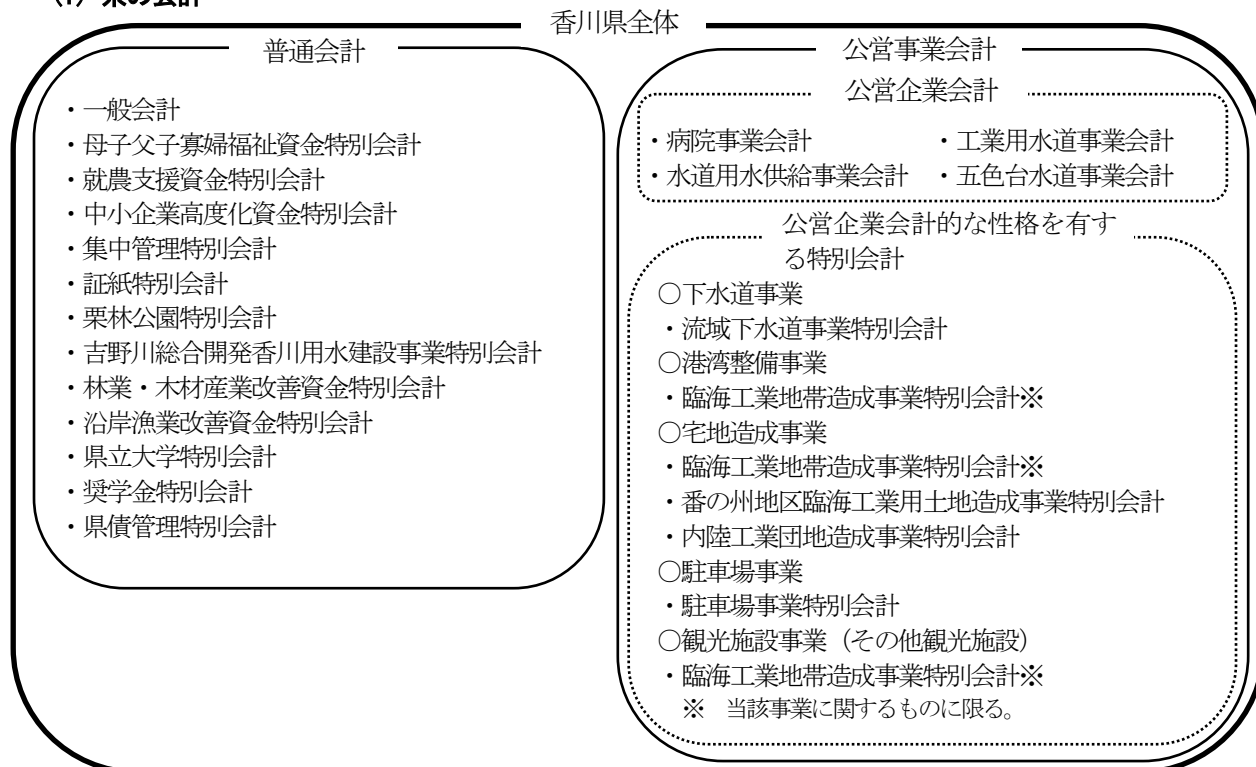 香川県全体
普通会計
・一般会計
・母子父子寡婦福祉資金特別会計
・就農支援資金特別会計
・中小企業高度化資金特別会計
・集中管理特別会計
・証紙特別会計
・栗林公園特別会計
・吉野川総合開発香川用水建設事業特別会計
・林業・木材産業改善資金特別会計
・沿岸漁業改善資金特別会計
・県立大学特別会計
・奨学金特別会計
・県債管理特別会計
公営事業会計
公営企業会計
・病院事業会計 ・工業用水道事業会計
・水道用水供給事業会計 ・五色台水道事業会計
公営企業会計的な性格を有す
る特別会計
○下水道事業
・流域下水道事業特別会計
○港湾整備事業
・臨海工業地帯造成事業特別会計※
○宅地造成事業
・臨海工業地帯造成事業特別会計※
・番の州地区臨海工業用土地造成事業特別会計
・内陸工業団地造成事業特別会計
○駐車場事業
・駐車場事業特別会計
○観光施設事業（その他観光施設）
・臨海工業地帯造成事業特別会計※
※　当該事業に関するものに限る。